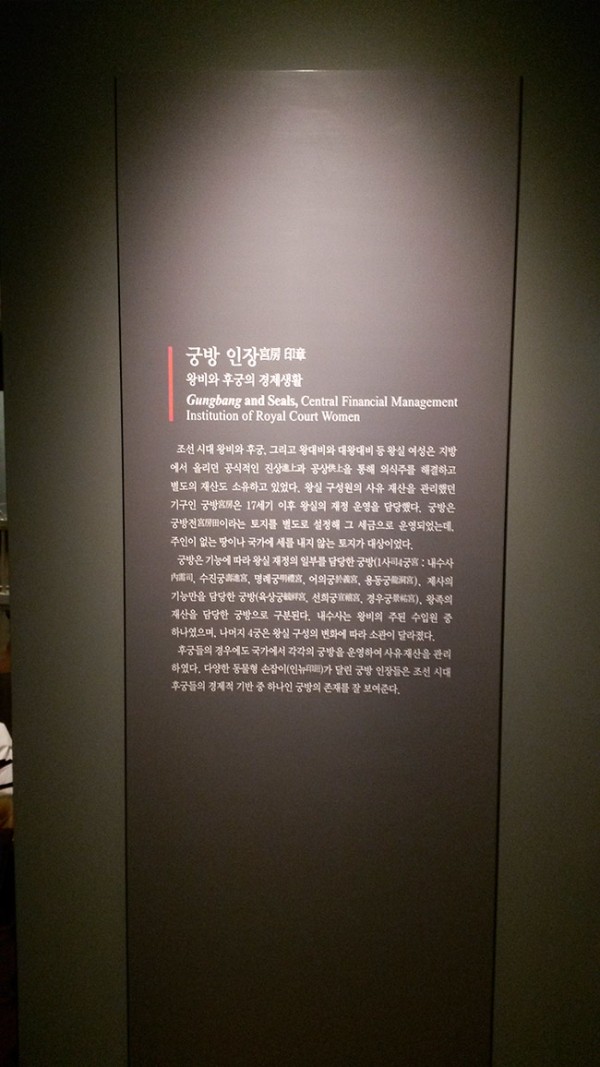 궁방 인장宮房 印章
왕비와 후궁의 경제생활
Gungbang and Seals, Central Financial Management
Institution of Royal Court Women
조선 시대 왕비와 후궁, 그리고 왕대비와 대왕대비 등 왕실 여성은 지방
에서 올리던 공식적인 진상進上과 공상供上을 통해 의식주를 해결하고
별도의 재산도 소유하고 있었다. 왕실 구성원의 사유 재산을 관리했던
기구인 궁방宮房은 17세기 이후 왕실의 재정 운영을 담당했다. 궁방은
궁방전宮房田이라는 토지를 별도로 설정해 그 세금으로 운영되었는데,
주인이 없는 땅이나 국가에 세를 내지 않는 토지가 대상이었다.
궁방은 기능에 따라 왕실 재정의 일부를 담당한 궁방(1사司4궁宮 : 내수사
內需司, 수진궁壽進宮, 명례궁明禮宮, 어의궁於義宮, 용동궁龍洞宮), 제사의
기능만을 담당한 궁방(육상궁毓祥宮, 선희궁宣禧宮, 경우궁景祐宮), 왕족의
재산을 담당한 궁방으로 구분된다. 내수사는 왕비의 주된 수입원 중
하나였으며, 나머지 4궁은 왕실 구성의 변화에 따라 소관이 달라졌다.
후궁들의 경우에도 국가에서 각각의 궁방을 운영하여 사유 재산을 관리
하였다. 다양한 동물형 손잡이(인뉴印鈕)가 달린 궁방 인장들은 조선 시대
후궁들의 경제적 기반 중 하나인 궁방의 존재를 잘 보여준다.